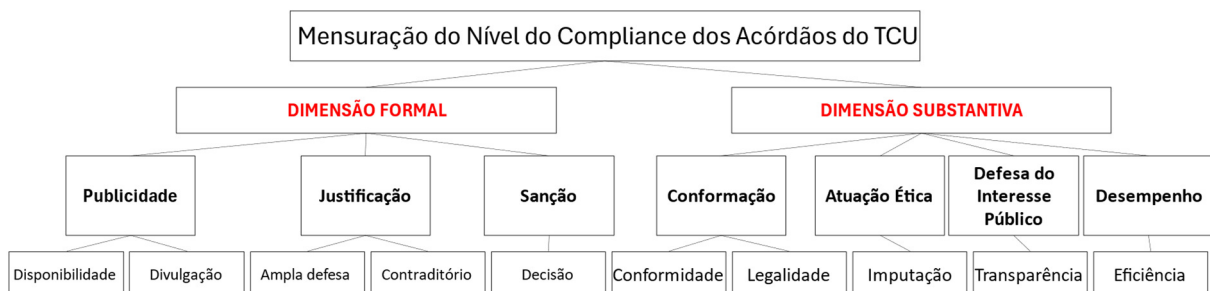 Mensuração do Nível do Compliance dos Acórdãos do TCU
DIMENSÃO FORMAL
DIMENSÃO SUBSTANTIVA
Publicidade
Justificação
Sanção
Conformação
Atuação Ética
Defesa do
Interesse
Público
Desempenho
Disponibilidade
Divulgação
Ampla defesa
Contraditório
Decisão
Conformidade
Legalidade
Imputação
Transparência
Eficiência